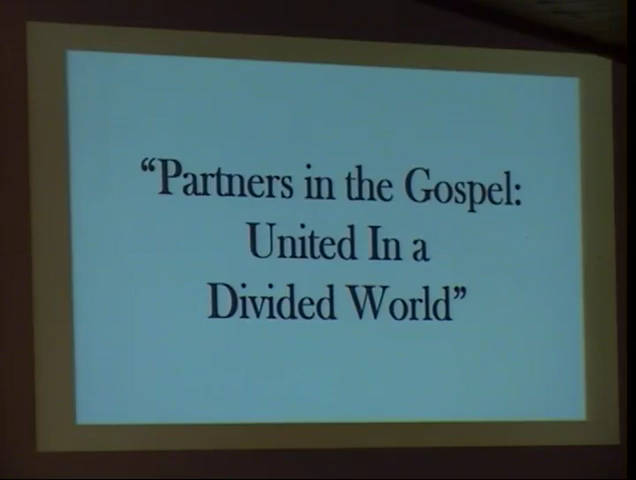 “Partners in the Gospel:
United In a
Divided World”